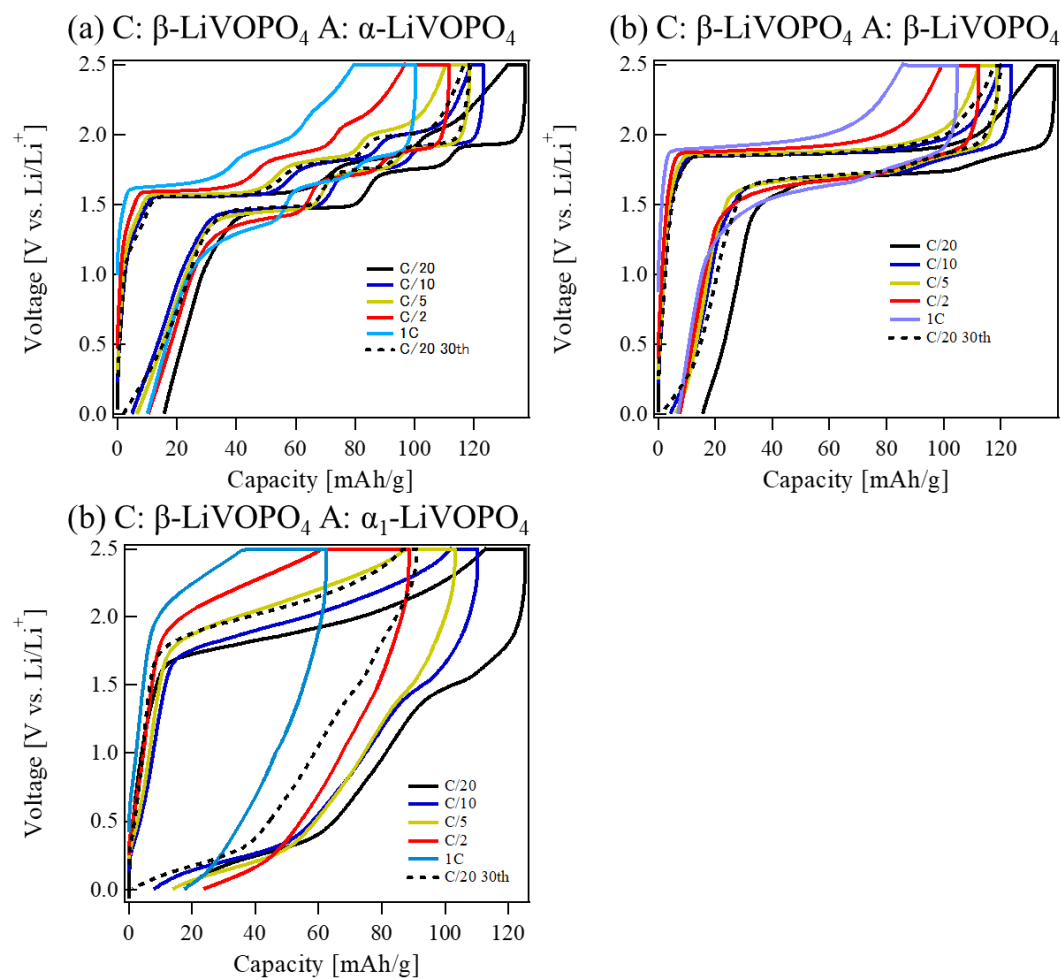 (a) C: β-LiVOPO₄ A: α-LiVOPO₄
2.5
2.0
1.5
1.0
0.5
0.0
Voltage [V vs. Li/Li⁺
C/20
C/10
C/5
C/2
1C
C/20 30th
0 20 40 60 80 100 120
Capacity [mAh/g]
(b) C: β-LiVOPO₄ A: β-LiVOPO₄
2.5
2.0
1.5
1.0
0.5
0.0
Voltage [V vs. Li/Li⁺
C/20
C/10
C/5
C/2
1C
C/20 30th
0 20 40 60 80 100 120
Capacity [mAh/g]
(b) C: β-LiVOPO₄ A: α₁-LiVOPO₄
2.5
2.0
1.5
1.0
0.5
0.0
Voltage [V vs. Li/Li⁺
C/20
C/10
C/5
C/2
1C
C/20 30th
0 20 40 60 80 100 120
Capacity [mAh/g]